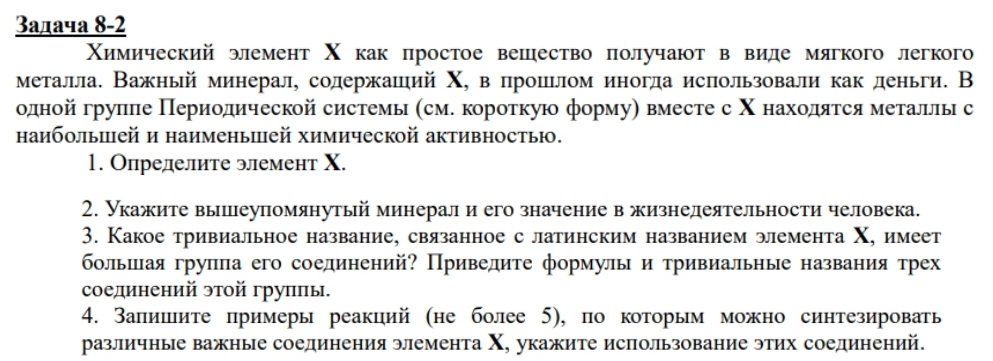 Задача 8-2
Химический элемент X как простое вещество получают в виде мягкого легкого
металла. Важный минерал, содержащий X, в прошлом иногда использовали как деньги. В
одной группе Периодической системы (см. короткую форму) вместе с X находятся металлы с
наибольшей и наименьшей химической активностью.
1. Определите элемент X.
2. Укажите вышеупомянутый минерал и его значение в жизнедеятельности человека.
3. Какое тривиальное название, связанное с латинским названием элемента X, имеет
большая группа его соединений? Приведите формулы и тривиальные названия трех
соединений этой группы.
4. Запишите примеры реакций (не более 5), по которым можно синтезировать
различные важные соединения элемента X, укажите использование этих соединений.